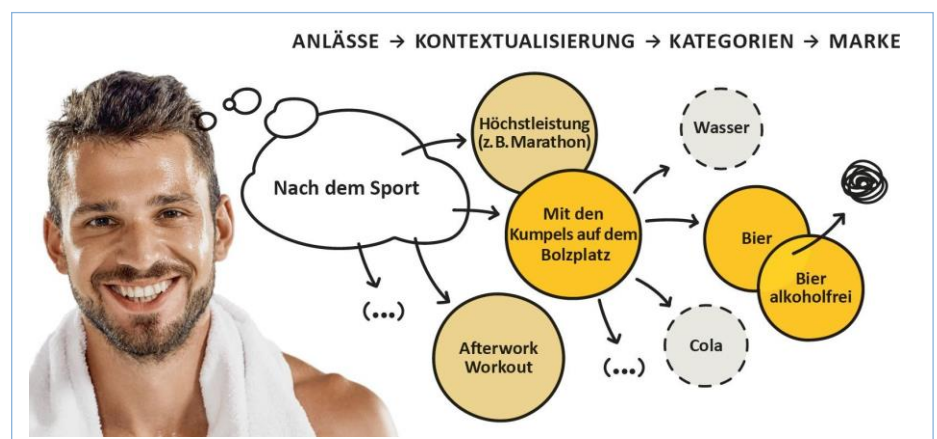 ANLÄSSE → KONTEXTUALISIERUNG → KATEGORIEN → MARKE
Nach dem Sport
Höchstleistung
(z. B. Marathon)
Mit den
Kumpels auf dem
Bolzplatz
Afterwork
Workout
(...)
Wasser
Bier
Bier
alkoholfrei
Cola
(...)